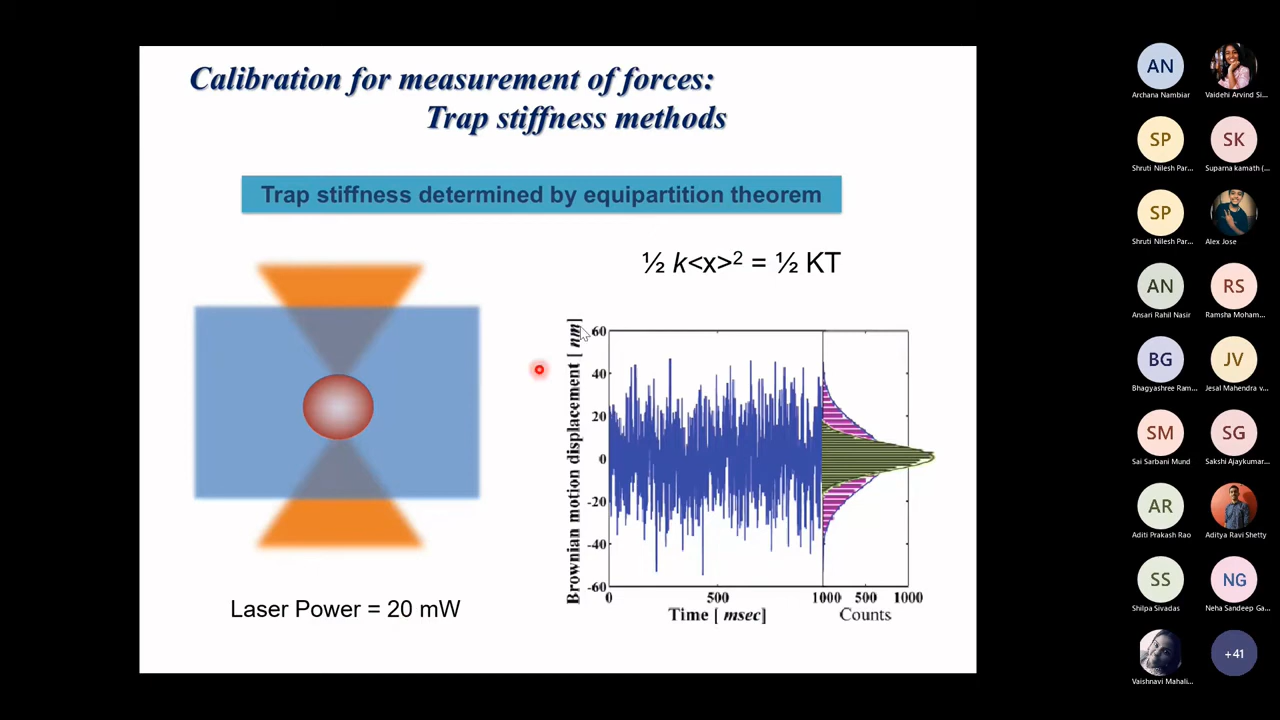 Calibration for measurement of forces:
Trap stiffness methods
Trap stiffness determined by equipartition theorem
½ k<x>² = ½ KT
Laser Power = 20 mW
Brownian motion displacement [ nm]
60
40
20
0
-20
-40
-60
0
500
1000
500
1000
Time [ msec]
Counts
AN
Archana Nambiar
Vaidehi Arvind Si...
SP
Shruti Nilesh Par...
SK
Suparna kamath (...
SP
Shruti Nilesh Par...
Alex Jose
AN
Ansari Rahil Nasir
RS
Ramsha Moham...
BG
Bhagyashree Ram...
JV
Jesal Mahendra v...
SM
Sai Sarbani Mund
SG
Sakshi Ajaykumar...
AR
Aditi Prakash Rao
Aditya Ravi Shetty
SS
Shilpa Sivadas
NG
Neha Sandeep Ga...
Vaishnavi Mahali...
+41